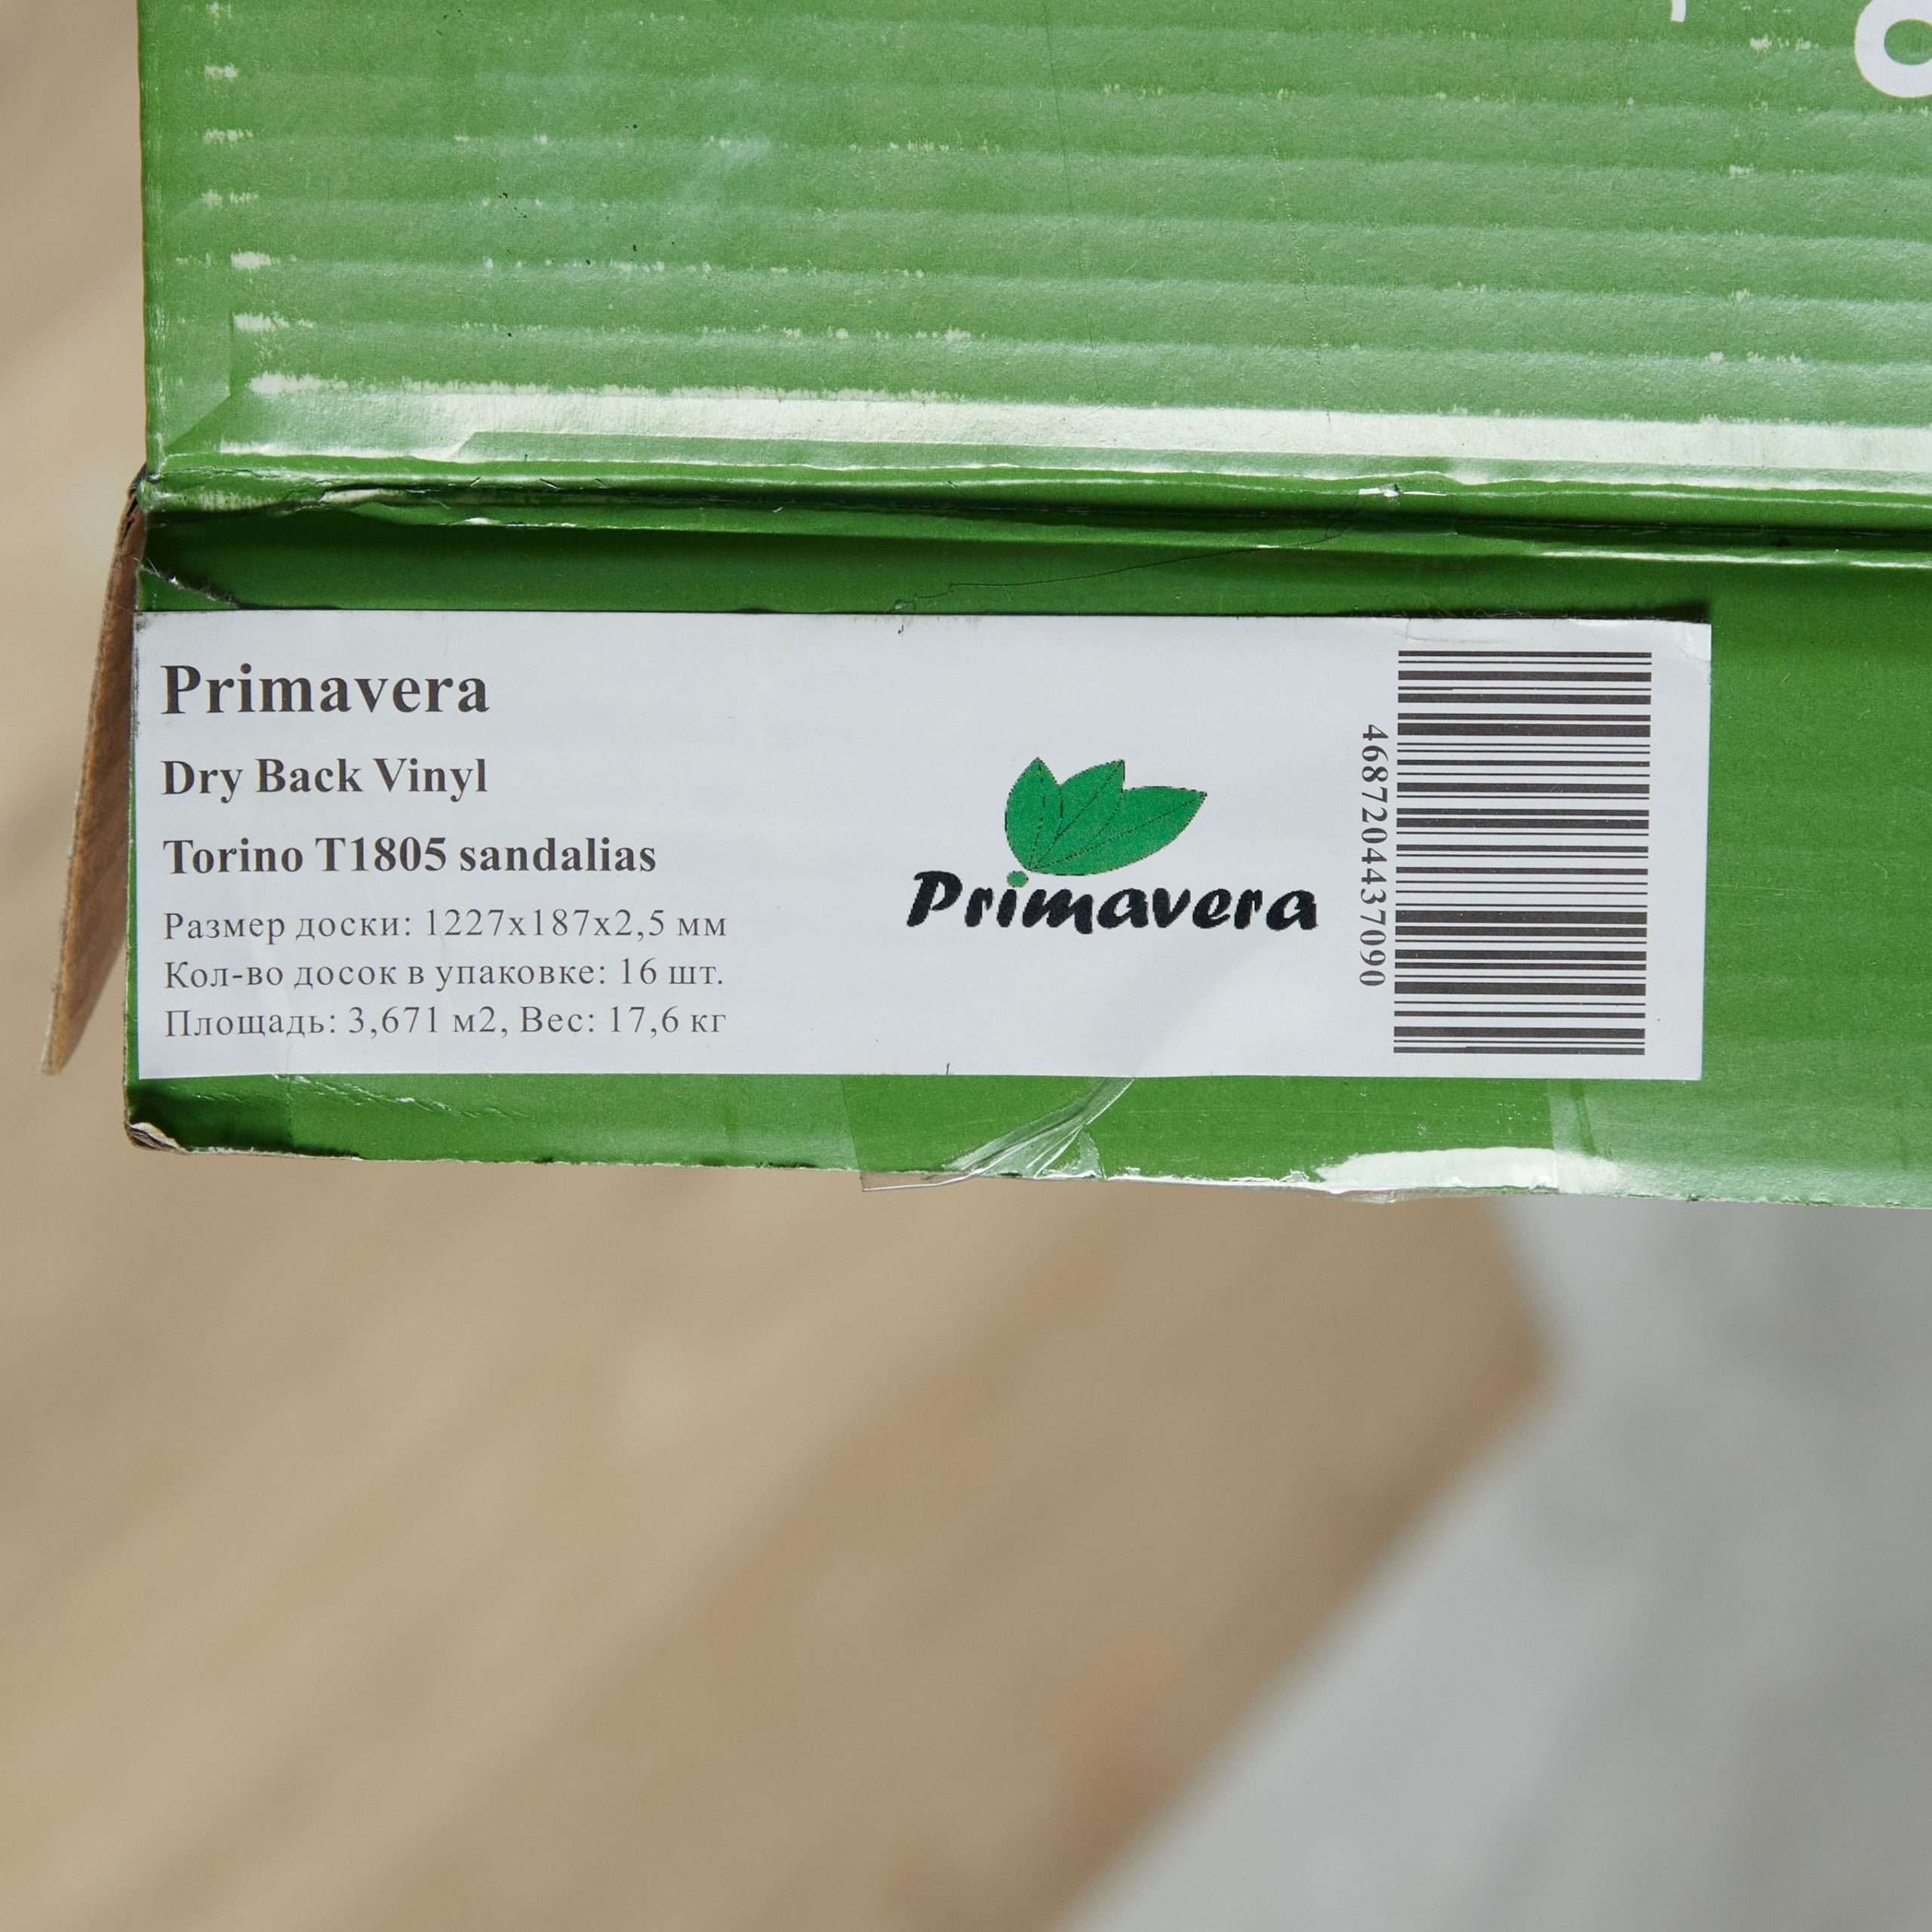 Primavera
Dry Back Vinyl
Torino T1805 sandalias
Размер доски: 1227x187x2,5 мм
Кол-во досок в упаковке: 16 шт.
Площадь: 3,671 м2, Вес: 17,6 кг
Primavera
4687204437090